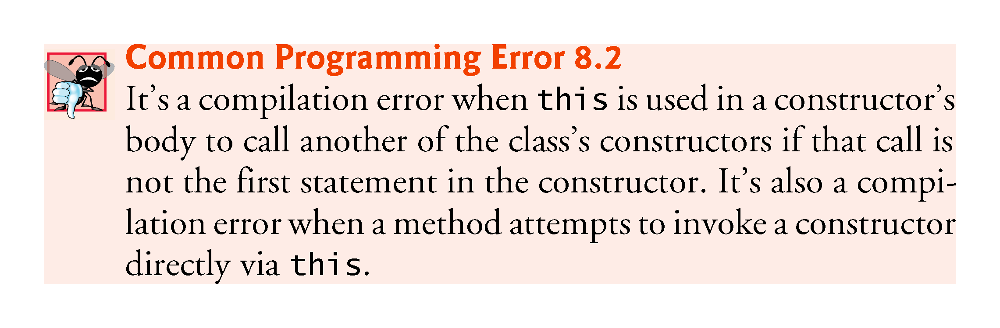 Common Programming Error 8.2
It’s a compilation error when this is used in a constructor’s
body to call another of the class’s constructors if that call is
not the first statement in the constructor. It’s also a compi-
lation error when a method attempts to invoke a constructor
directly via this.